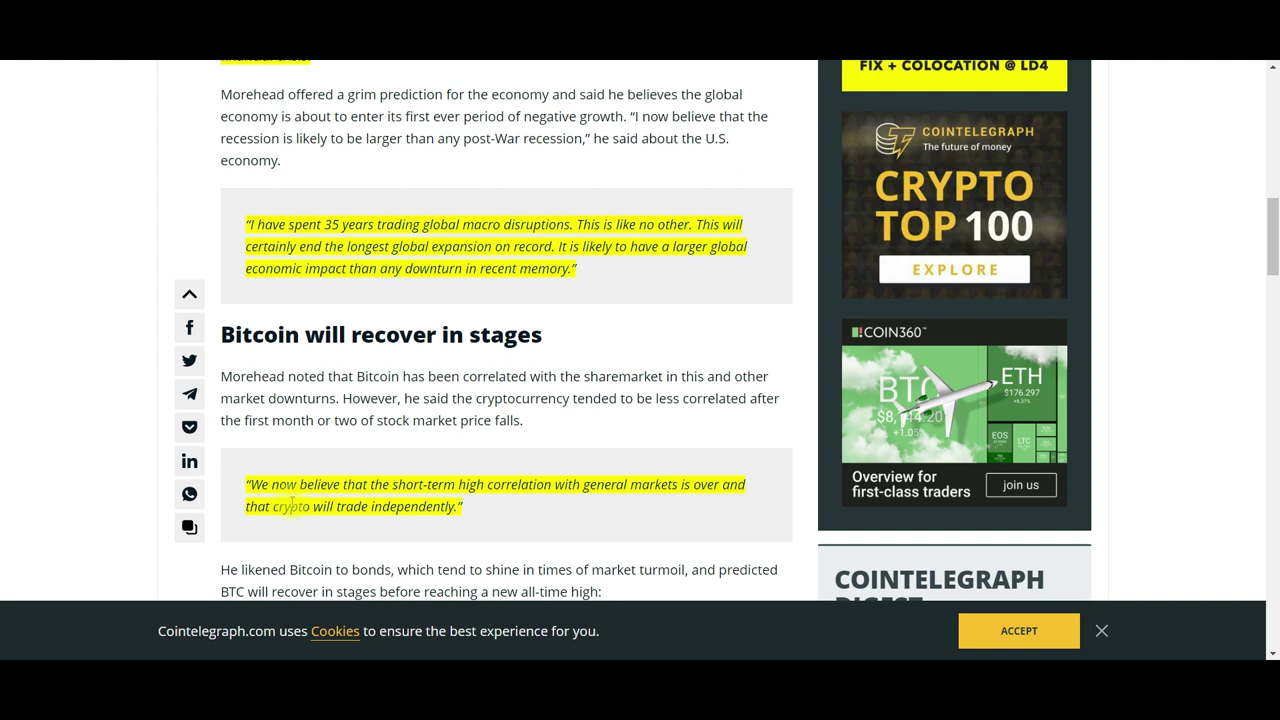 Morehead offered a grim prediction for the economy and said he believes the global
economy is about to enter its first ever period of negative growth. “I now believe that the
recession is likely to be larger than any post-War recession,” he said about the U.S.
economy.
“I have spent 35 years trading global macro disruptions. This is like no other. This will
certainly end the longest global expansion on record. It is likely to have a larger global
economic impact than any downturn in recent memory.”
Bitcoin will recover in stages
Morehead noted that Bitcoin has been correlated with the sharemarket in this and other
market downturns. However, he said the cryptocurrency tended to be less correlated after
the first month or two of stock market price falls.
“We now believe that the short-term high correlation with general markets is over and
that crypto will trade independently.”
He likened Bitcoin to bonds, which tend to shine in times of market turmoil, and predicted
BTC will recover in stages before reaching a new all-time high:
FIX + COLOCATION @ LD4
COINTELEGRAPH
The future of money
CRYPTO
TOP 100
EXPLORE
COIN360™
BTC
+1.05%
ETH
$176.297
+6.31%
EOS
LTC
Overview for
first-class traders
join us
COINTELEGRAPH
Cointelegraph.com uses Cookies to ensure the best experience for you.
ACCEPT